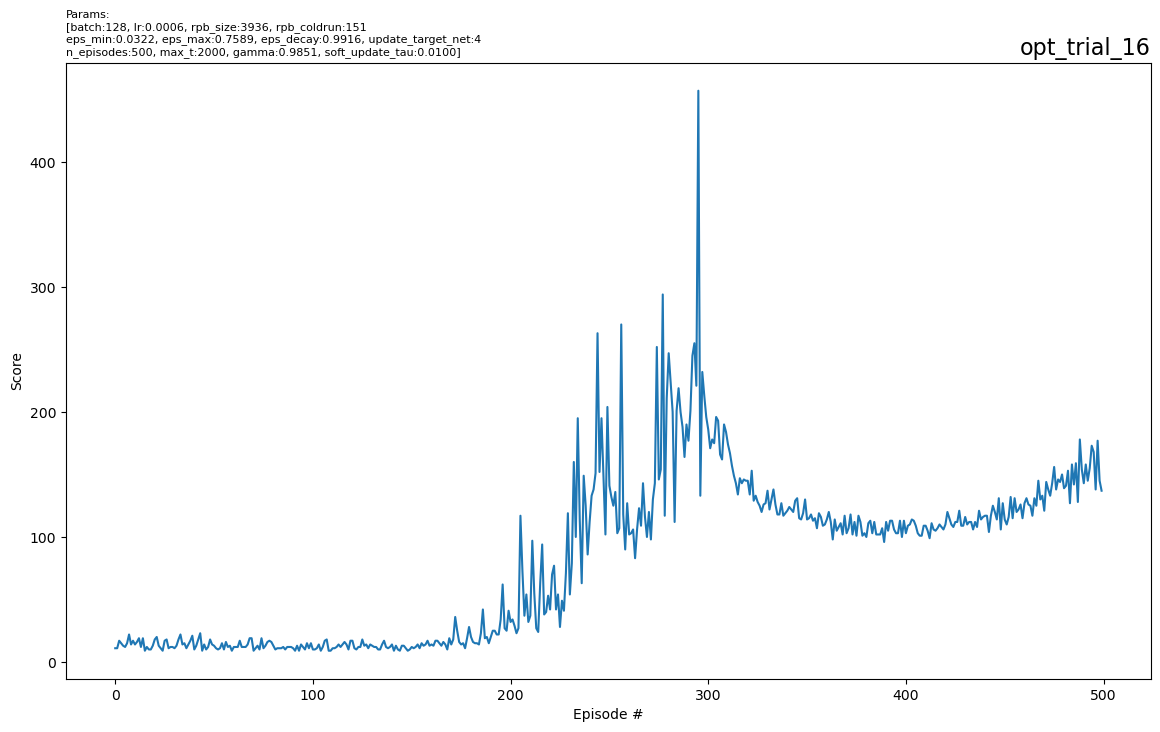 Params:
[batch:128, lr:0.0006, rpb_size:3936, rpb_coldrun:151
eps_min:0.0322, eps_max:0.7589, eps_decay:0.9916, update_target_net:4
n_episodes:500, max_t:2000, gamma:0.9851, soft_update_tau:0.0100]
opt_trial_16
400
300
200
100
0
Score
0 100 200 300 400 500
Episode #